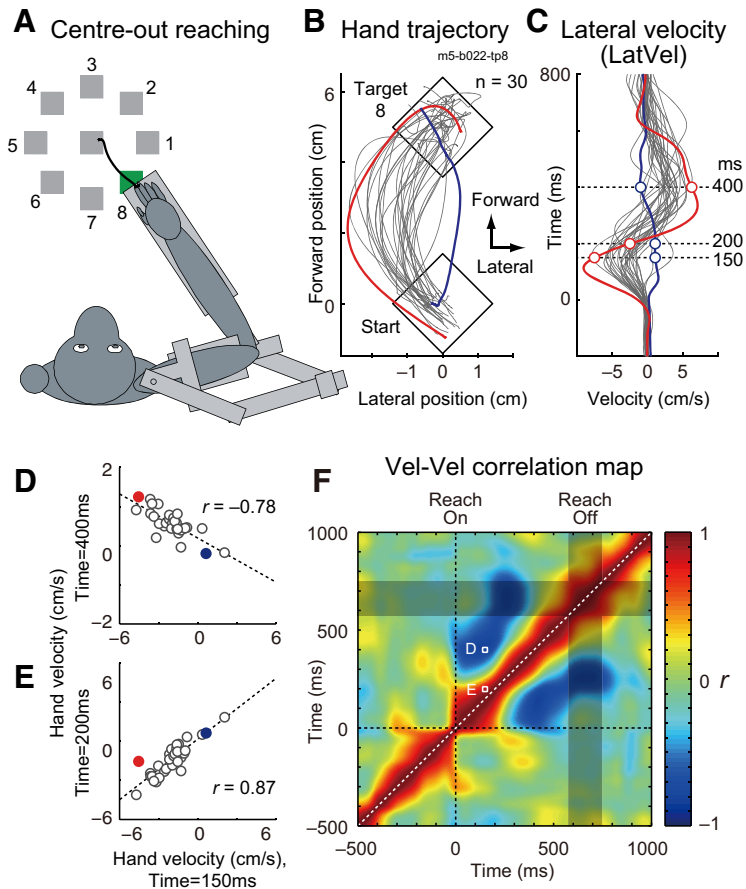 A Centre-out reaching
3
4 2
5 1
6 8
7
B Hand trajectory
m5-b022-tp8
Target
8
n = 30
6
0
Forward position (cm)
Forward
Lateral
Start
−1 0 1
Lateral position (cm)
C Lateral velocity
(LatVel)
800
0
Time (ms)
ms
400
200
150
−5 0 5
Velocity (cm/s)
D
2
0
−2
r = −0.78
−6 0 6
Hand velocity (cm/s)
Time=400ms
E
6
0
−6
r = 0.87
Time=200ms
−6 0 6
Hand velocity (cm/s),
Time=150ms
F Vel-Vel correlation map
Reach
On
Reach
Off
1000
500
0
−500
Time (ms)
D
E
−500 0 500 1000
Time (ms)
1
0 r
−1